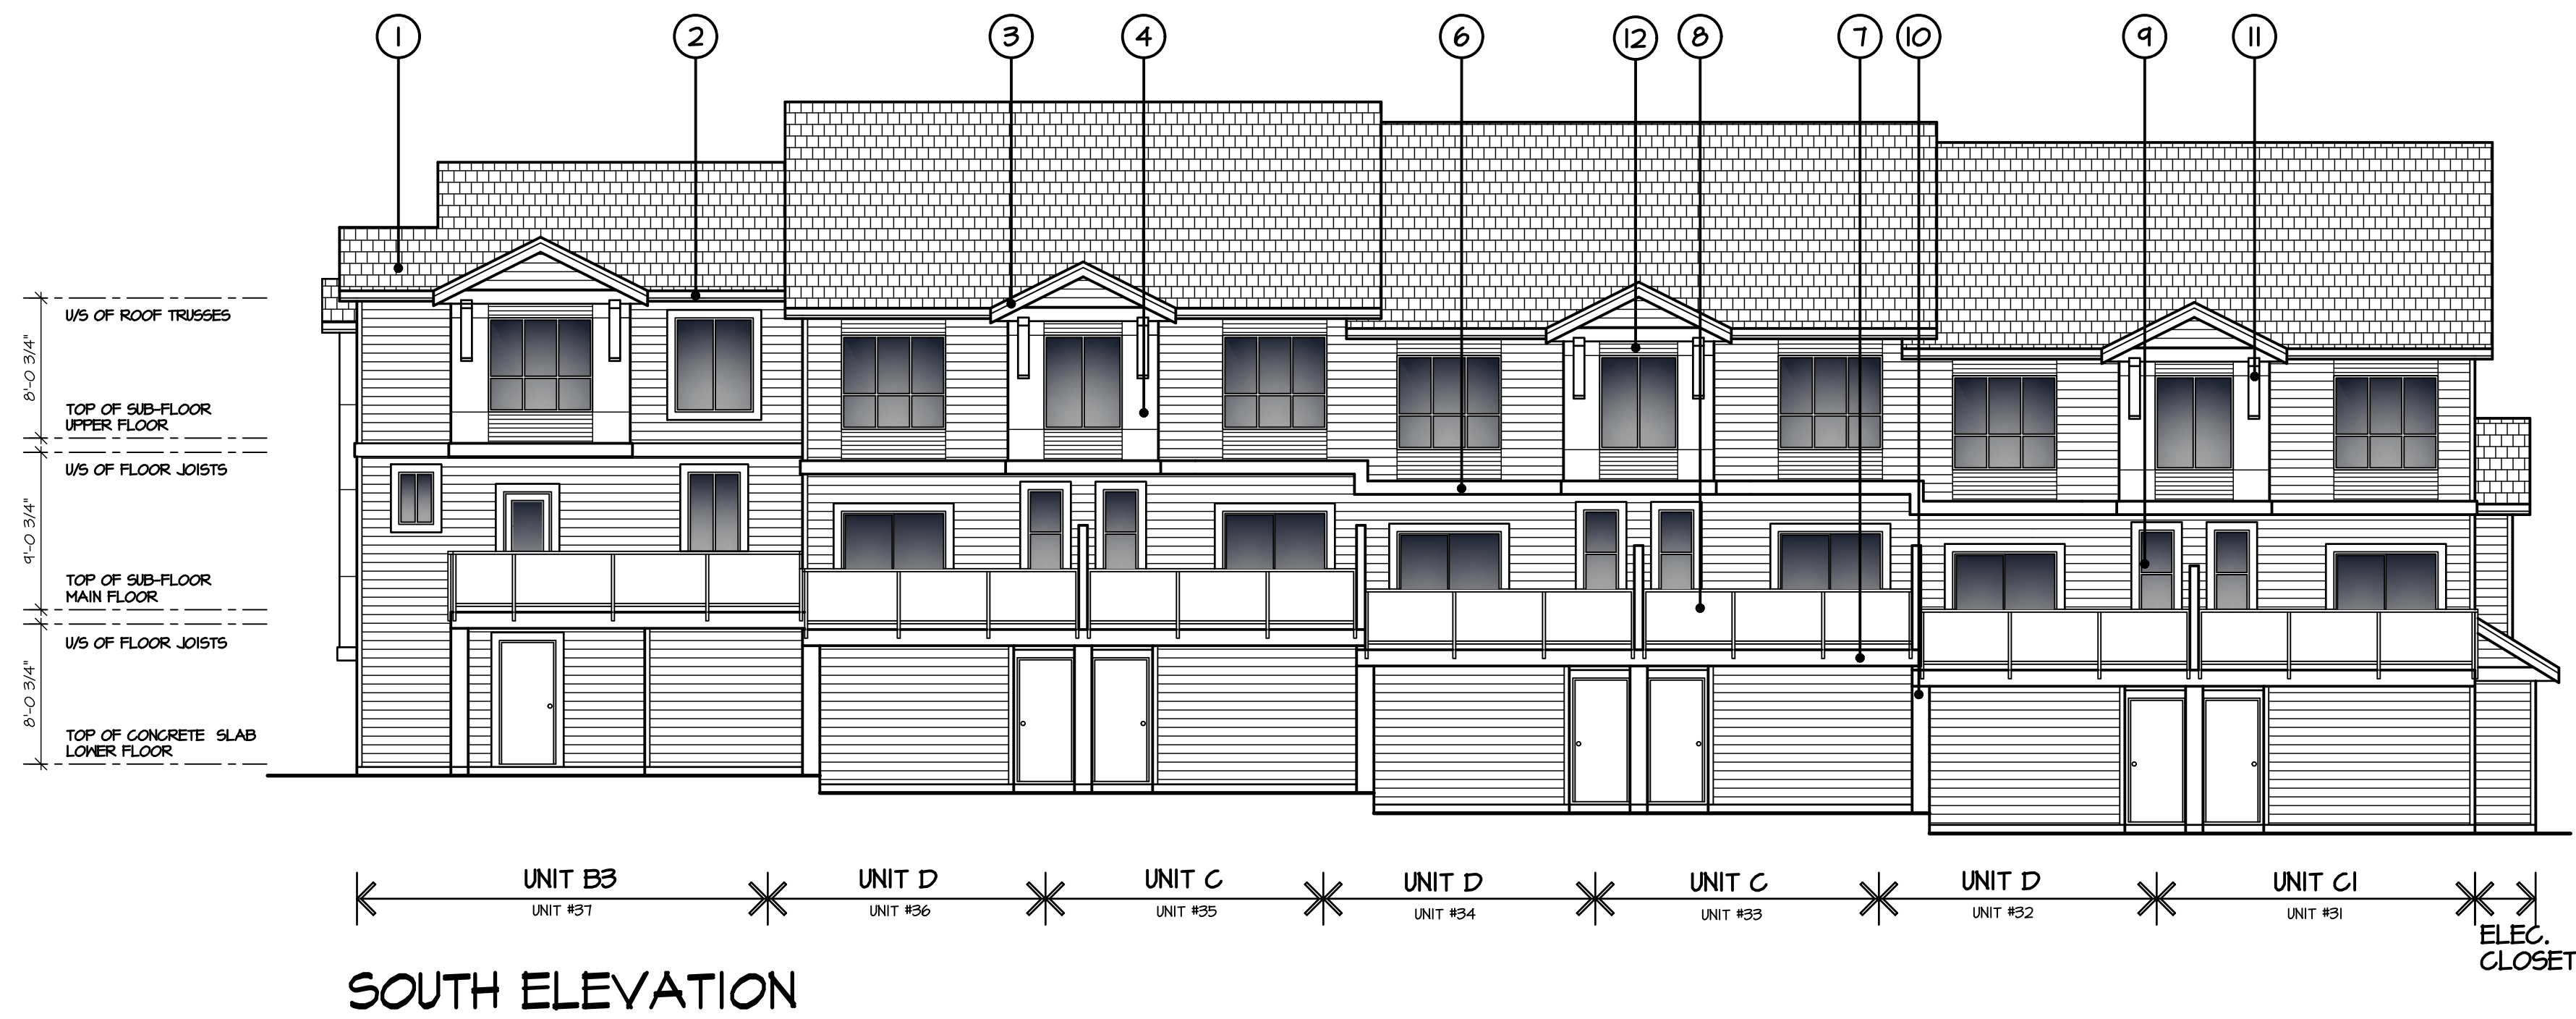 1 2 3 4 6 12 8 7 10 9 11
U/S OF ROOF TRUSSES
8'-0 3/4"
TOP OF SUB-FLOOR
UPPER FLOOR
U/S OF FLOOR JOISTS
9'-0 3/4"
TOP OF SUB-FLOOR
MAIN FLOOR
U/S OF FLOOR JOISTS
8'-0 3/4"
TOP OF CONCRETE SLAB
LOWER FLOOR
UNIT B3 UNIT D UNIT C UNIT D UNIT C UNIT D UNIT C1
UNIT #37 UNIT #36 UNIT #35 UNIT #34 UNIT #33 UNIT #32 UNIT #31
ELEC.
CLOSET
SOUTH ELEVATION